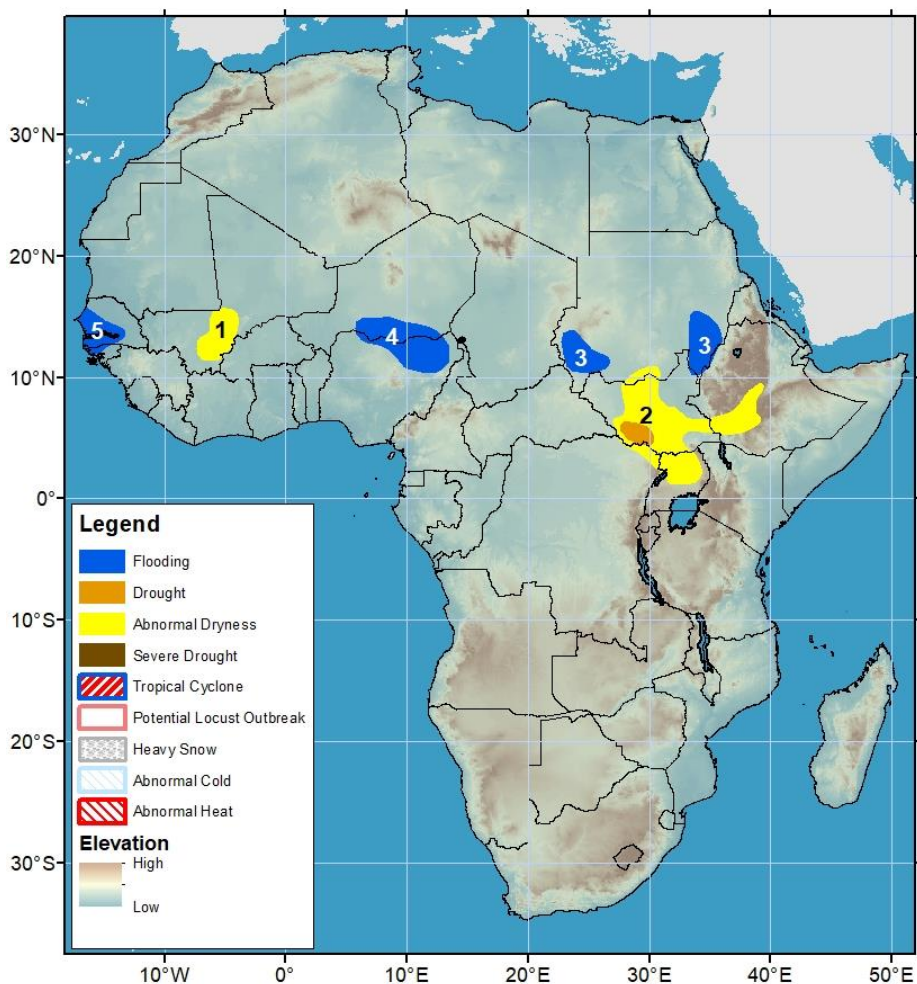 30°N
20°N
10°N
0°
10°S
20°S
30°S
5
1
4
3
3
2
Legend
Flooding
Drought
Abnormal Dryness
Severe Drought
Tropical Cyclone
Potential Locust Outbreak
Heavy Snow
Abnormal Cold
Abnormal Heat
Elevation
High
Low
10°W
0°
10°E
20°E
30°E
40°E
50°E